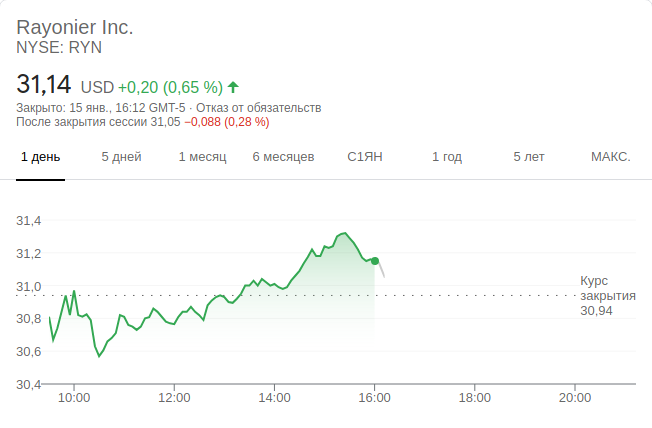 Rayonier Inc.
NYSE: RYN
31,14 USD +0,20 (0,65 %)
Закрыто: 15 янв., 16:12 GMT-5 · Отказ от обязательств
После закрытия сессии 31,05 −0,088 (0,28 %)
1 день 5 дней 1 месяц 6 месяцев С1ЯН 1 год 5 лет МАКС.
31,4
31,2
31,0
30,8
30,6
30,4
Курс
закрытия
30,94
10:00 12:00 14:00 16:00 18:00 20:00